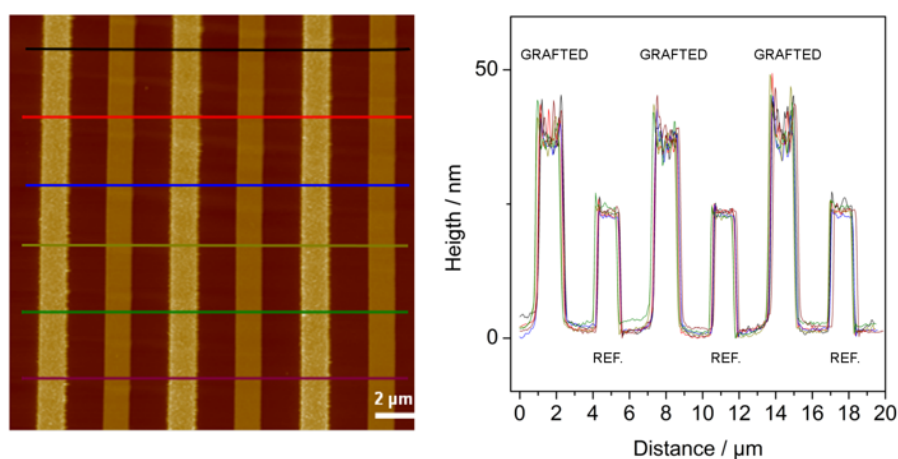 2 µm
GRAFTED GRAFTED GRAFTED
50
0
REF. REF. REF.
0 2 4 6 8 10 12 14 16 18 20
Heigth / nm
Distance / µm